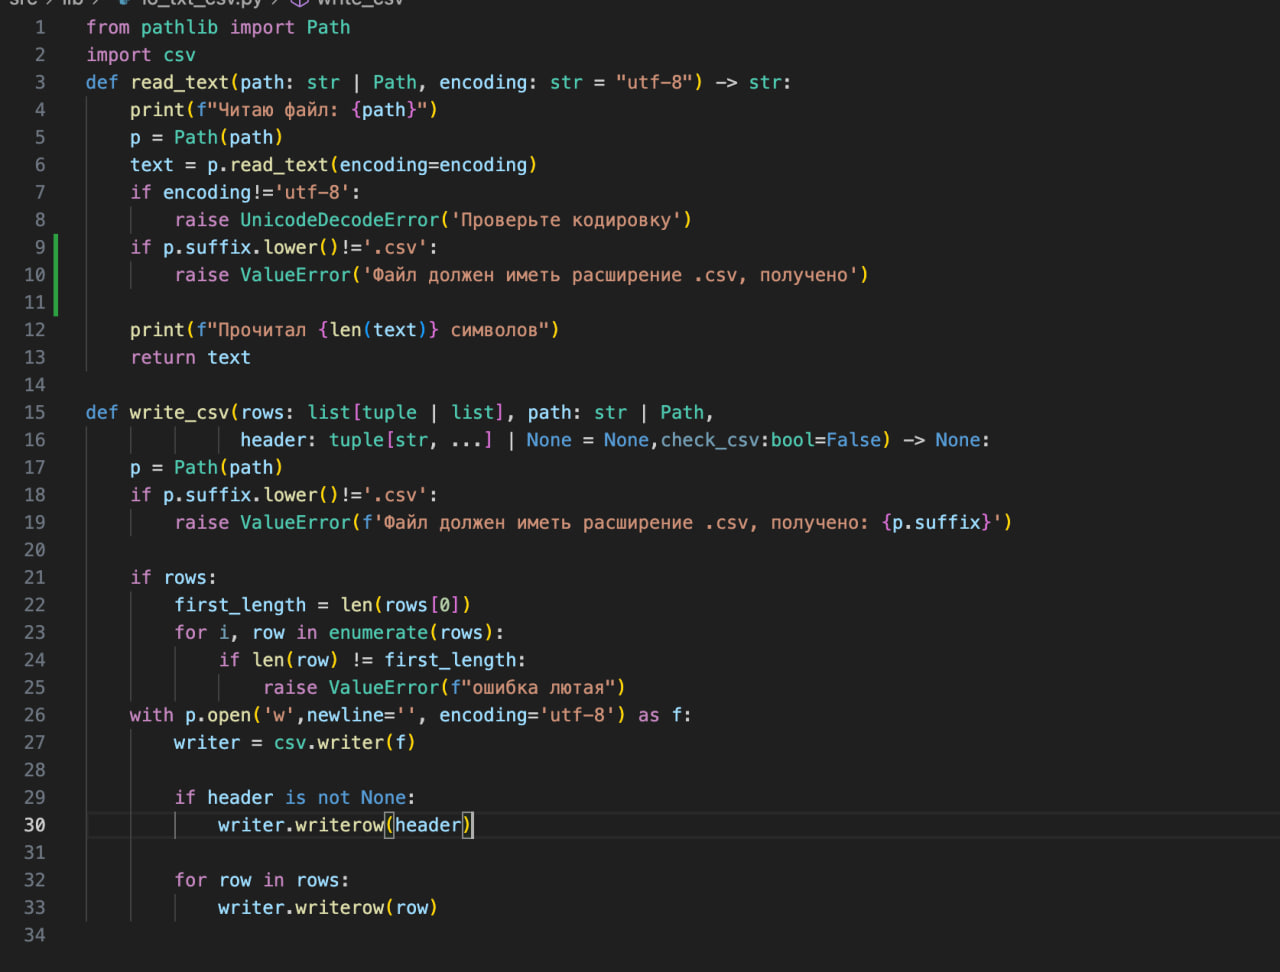 src > lib > io_txt_csv.py > write_csv
1 from pathlib import Path
2 import csv
3 def read_text(path: str | Path, encoding: str = "utf-8") -> str:
4     print(f"Читаю файл: {path}")
5     p = Path(path)
6     text = p.read_text(encoding=encoding)
7     if encoding!='utf-8':
8         raise UnicodeDecodeError('Проверьте кодировку')
9     if p.suffix.lower()!='.csv':
10         raise ValueError('Файл должен иметь расширение .csv, получено')
11
12     print(f"Прочитал {len(text)} символов")
13     return text
14
15 def write_csv(rows: list[tuple | list], path: str | Path,
16               header: tuple[str, ...] | None = None,check_csv:bool=False) -> None:
17     p = Path(path)
18     if p.suffix.lower()!='.csv':
19         raise ValueError(f'Файл должен иметь расширение .csv, получено: {p.suffix}')
20
21     if rows:
22         first_length = len(rows[0])
23         for i, row in enumerate(rows):
24             if len(row) != first_length:
25                 raise ValueError(f"ошибка лютая")
26     with p.open('w',newline='', encoding='utf-8') as f:
27         writer = csv.writer(f)
28
29         if header is not None:
30             writer.writerow(header)
31
32         for row in rows:
33             writer.writerow(row)
34